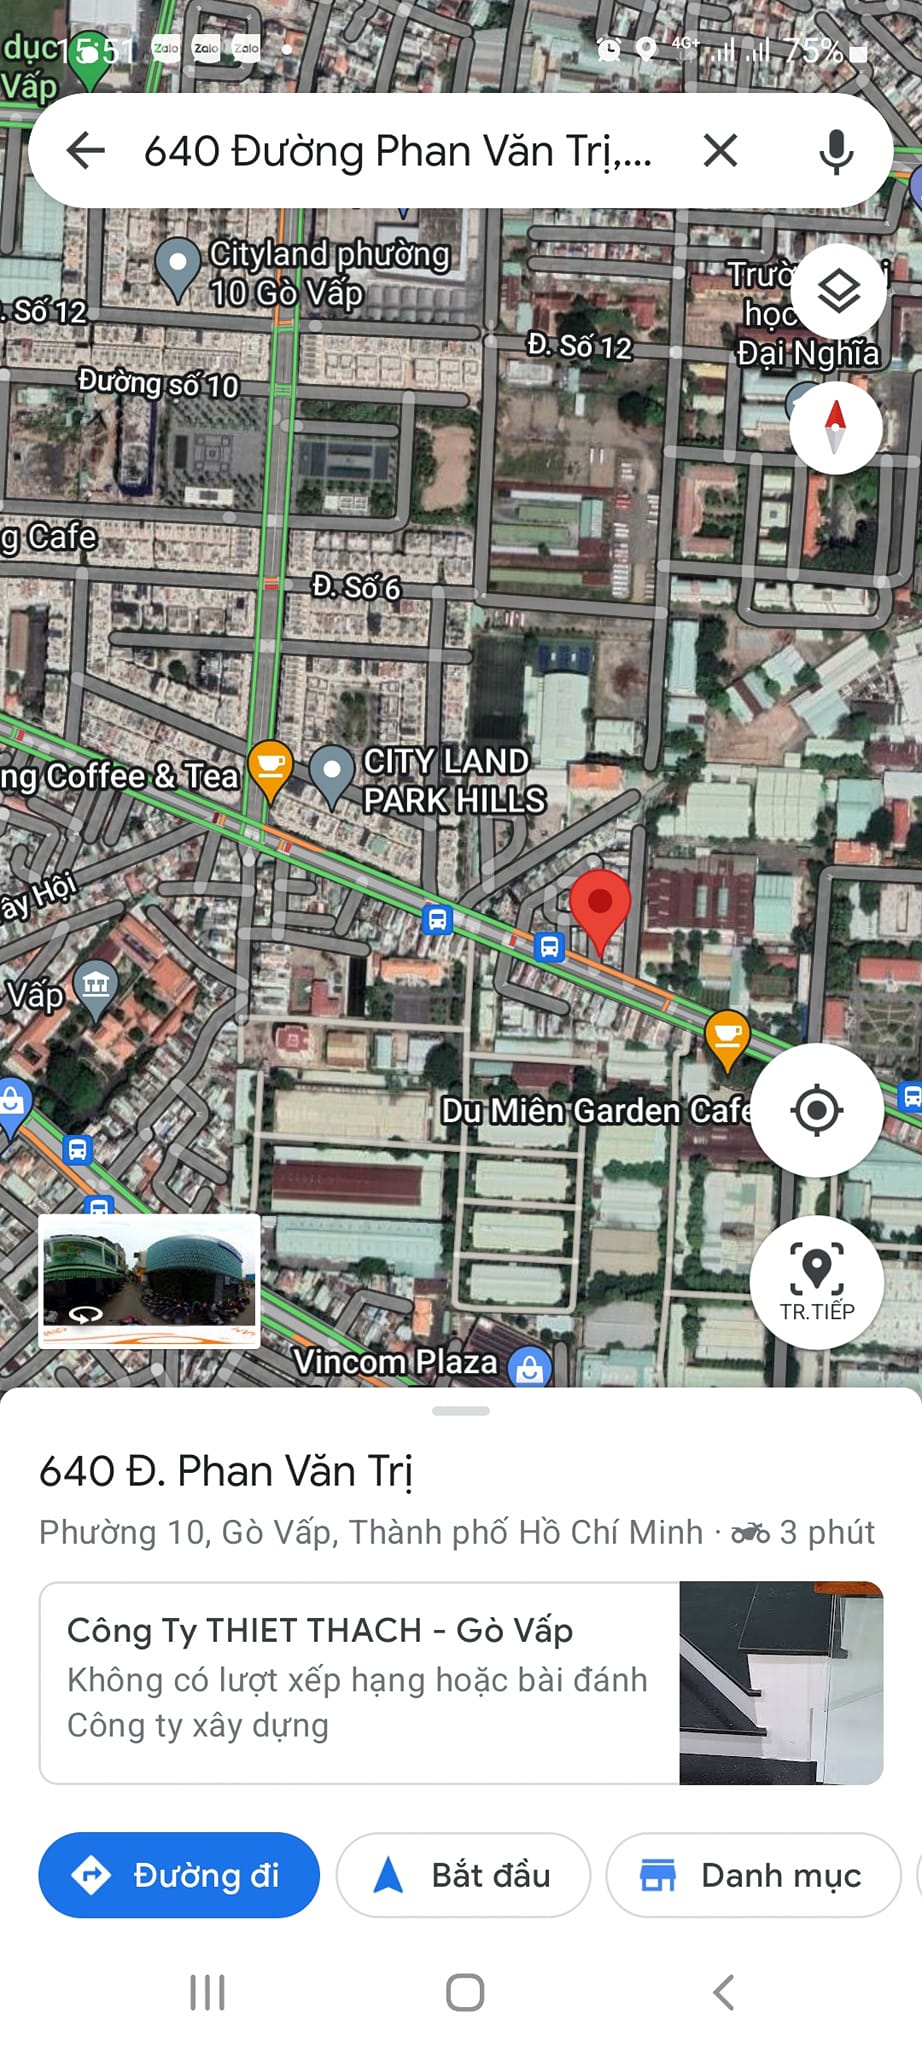 dục
Vấp
15:51
Zalo
Zalo
Zalo
4G+
75%
640 Đường Phan Văn Trị,...
Cityland phường
10 Gò Vấp
. Số 12
Đ. Số 12
Trườ
i
học
Đại Nghĩa
Đường số 10
g Cafe
Đ. Số 6
ng Coffee & Tea
CITY LAND
PARK HILLS
ây Hội
Vấp
Du Miên Garden Cafe
TR.TIẾP
Vincom Plaza
640 Đ. Phan Văn Trị
Phường 10, Gò Vấp, Thành phố Hồ Chí Minh · 3 phút
Công Ty THIET THACH - Gò Vấp
Không có lượt xếp hạng hoặc bài đánh
Công ty xây dựng
Đường đi
Bắt đầu
Danh mục